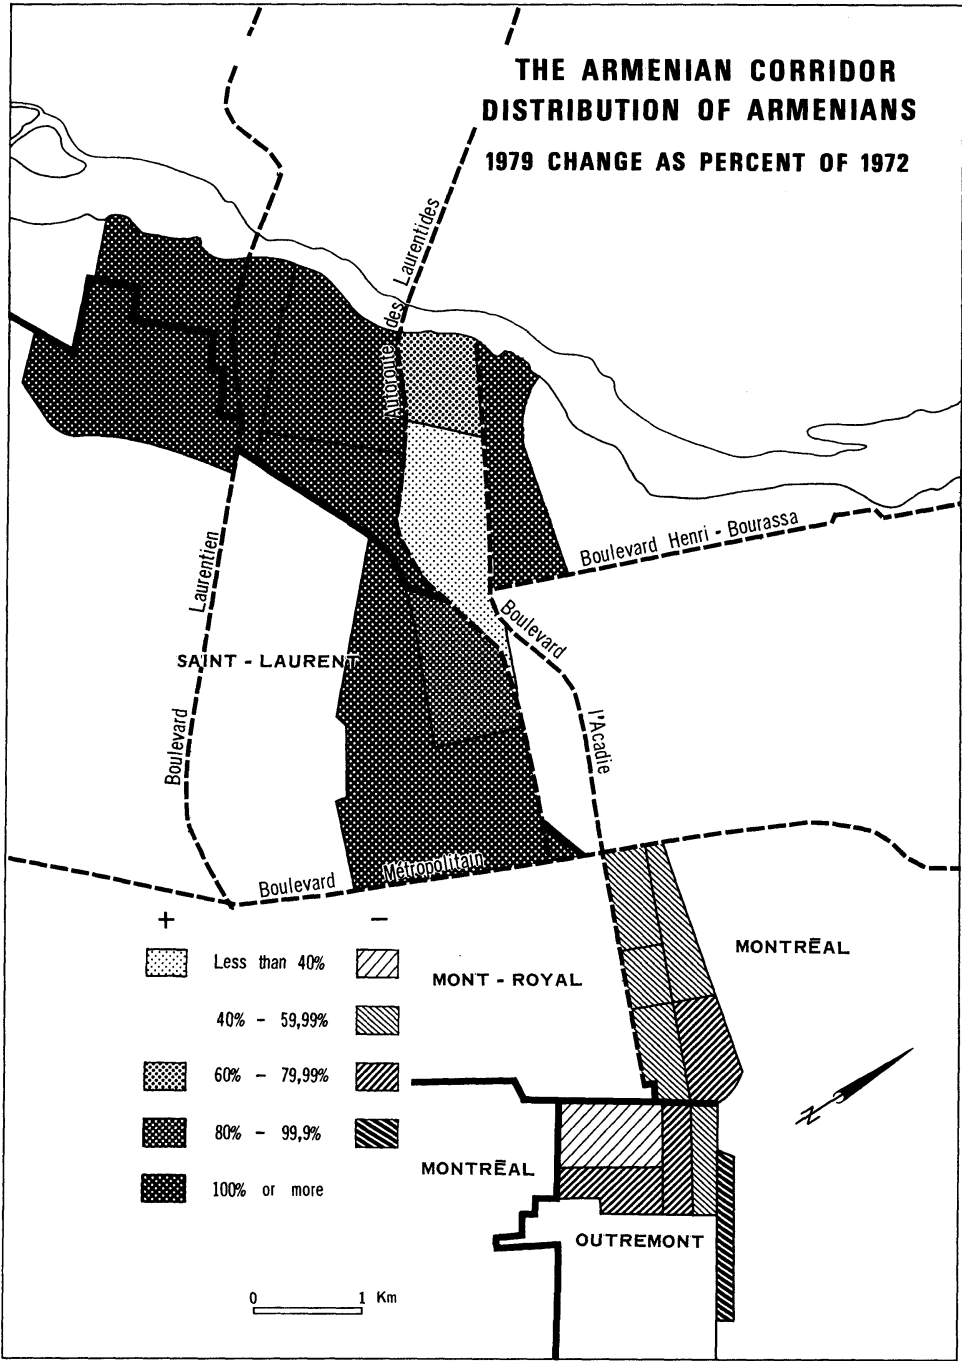 THE ARMENIAN CORRIDOR
DISTRIBUTION OF ARMENIANS
1979 CHANGE AS PERCENT OF 1972
Autoroute des Laurentides
Boulevard Henri - Bourassa
Boulevard Laurentien
Boulevard l'Acadie
SAINT - LAURENT
Boulevard Métropolitain
+ −
Less than 40%
40% − 59,99%
60% − 79,99%
80% − 99,9%
100% or more
MONT - ROYAL
MONTRĒAL
MONTRĒAL
OUTREMONT
N
0 1 Km